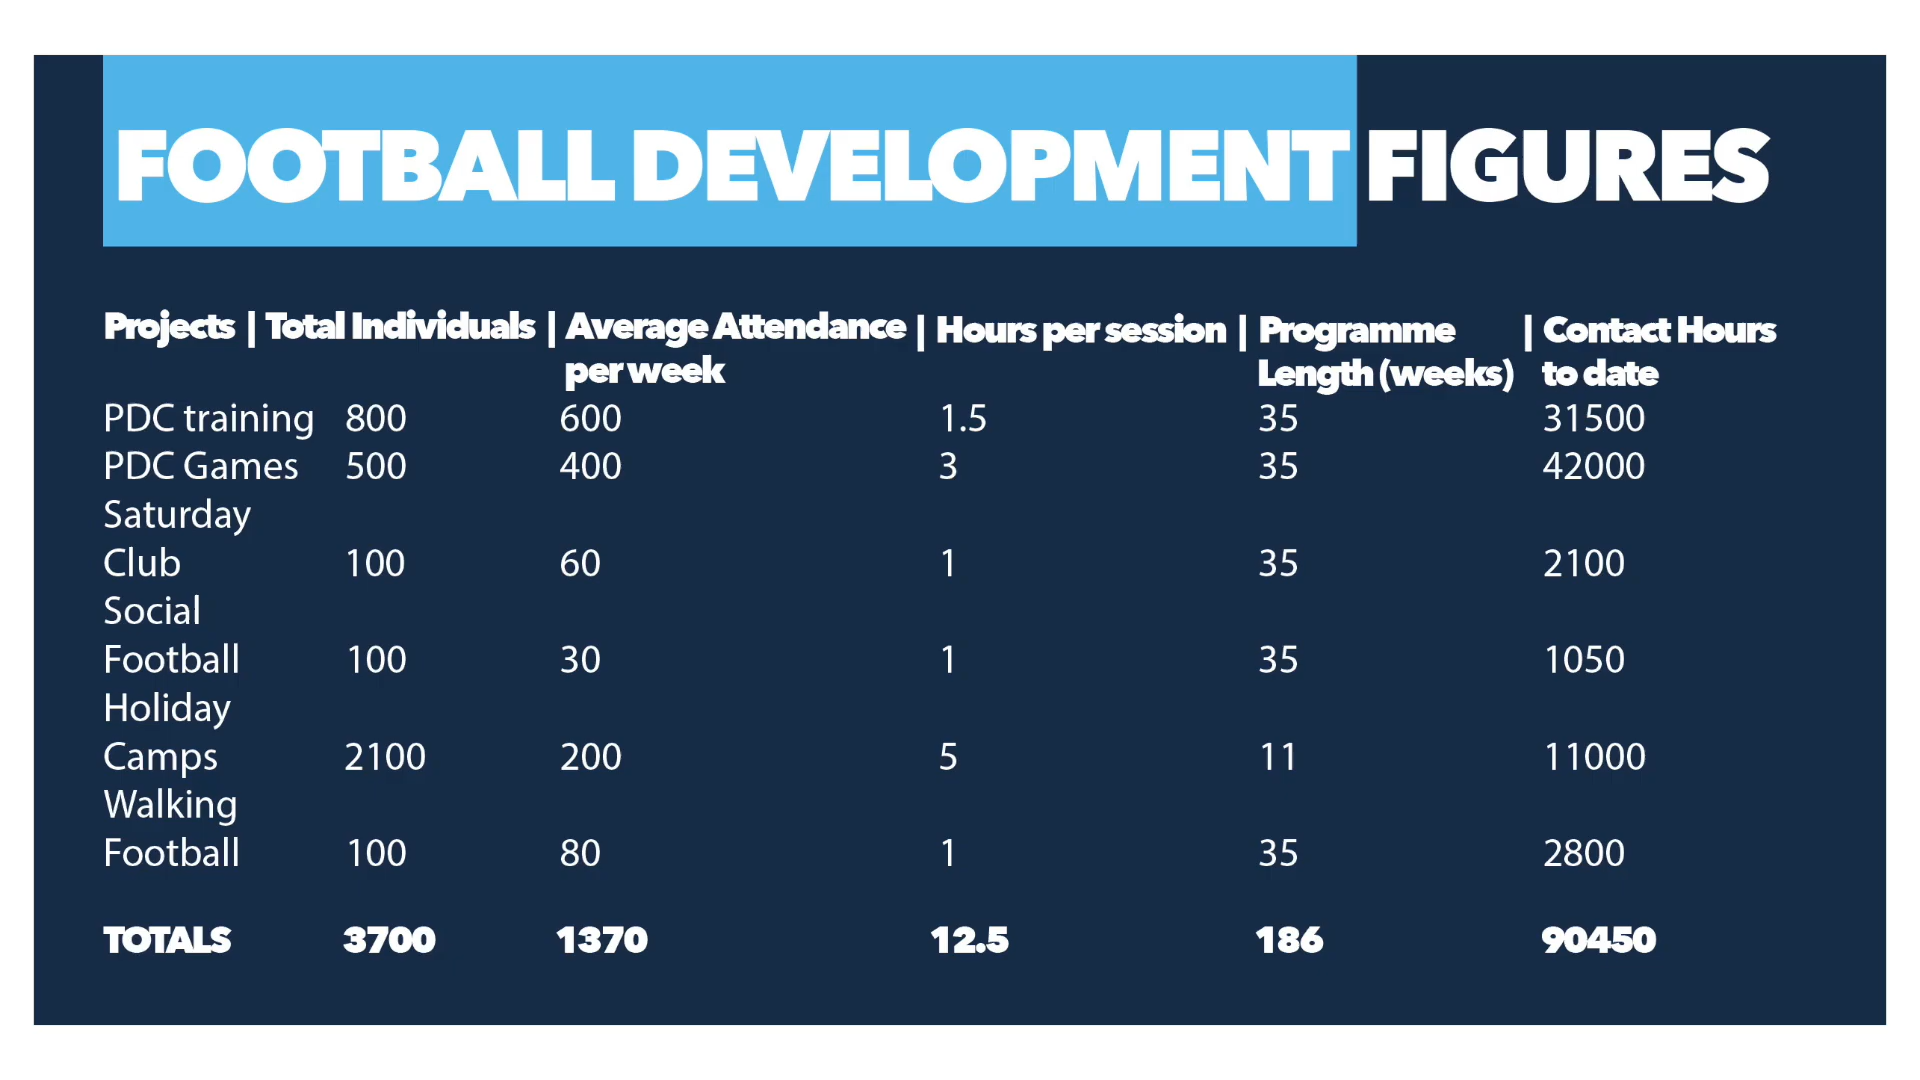 FOOTBALL DEVELOPMENT FIGURES
Projects | Total Individuals | Average Attendance | Hours per session | Programme | Contact Hours
per week Length (weeks) to date
PDC training 800 600 1.5 35 31500
PDC Games 500 400 3 35 42000
Saturday
Club 100 60 1 35 2100
Social
Football 100 30 1 35 1050
Holiday
Camps 2100 200 5 11 11000
Walking
Football 100 80 1 35 2800
TOTALS 3700 1370 12.5 186 90450